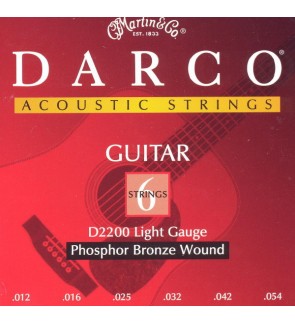 Martin & Co.
EST. 1833
DARCO®
ACOUSTIC STRINGS
GUITAR
6
STRINGS
D2200 Light Gauge
Phosphor Bronze Wound
.012 .016 .025 .032 .042 .054